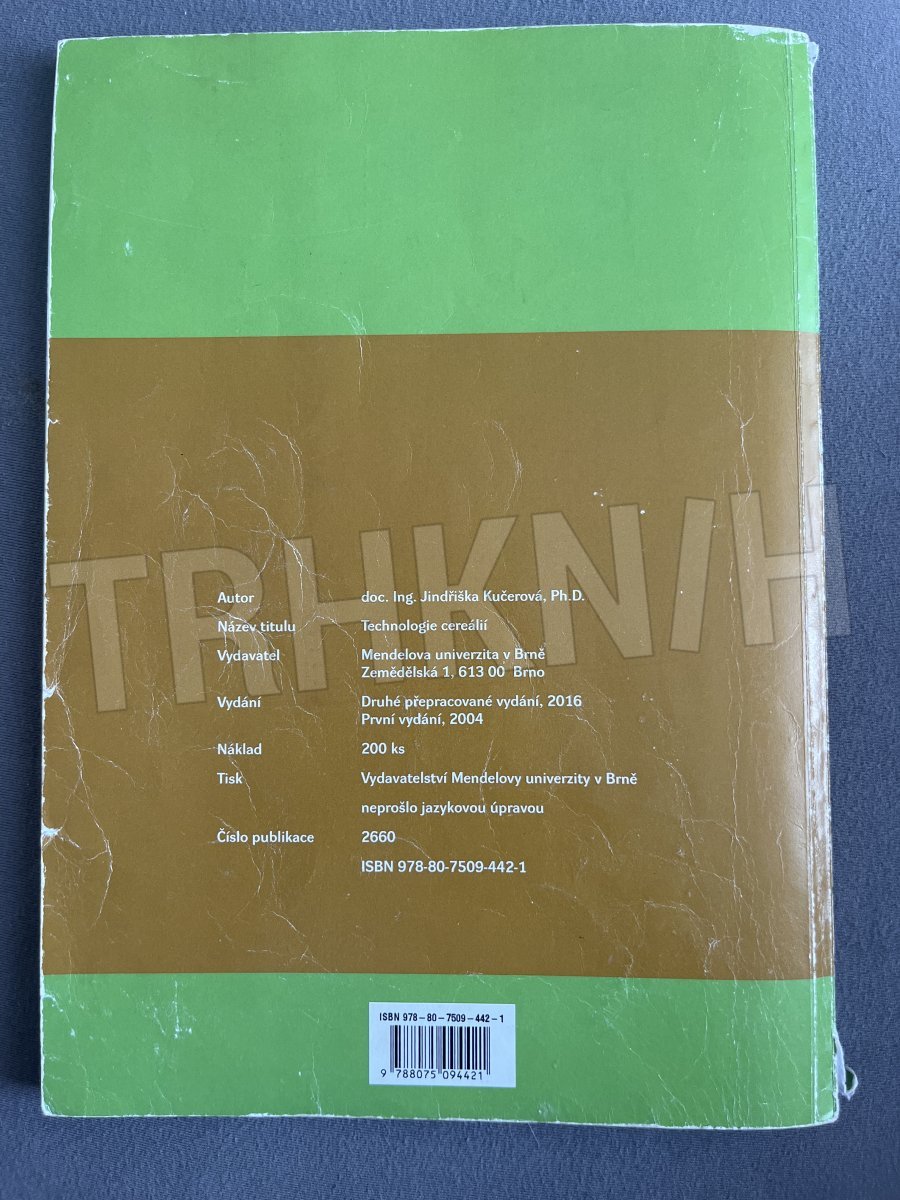 TRHKNIH
Autor doc. Ing. Jindřiška Kučerová, Ph.D.
Název titulu Technologie cereálií
Vydavatel Mendelova univerzita v Brně
Zemědělská 1, 613 00 Brno
Vydání Druhé přepracované vydání, 2016
První vydání, 2004
Náklad 200 ks
Tisk Vydavatelství Mendelovy univerzity v Brně
neprošlo jazykovou úpravou
Číslo publikace 2660
ISBN 978-80-7509-442-1
ISBN 978 – 80 – 7509 – 442 – 1
9 788075 094421